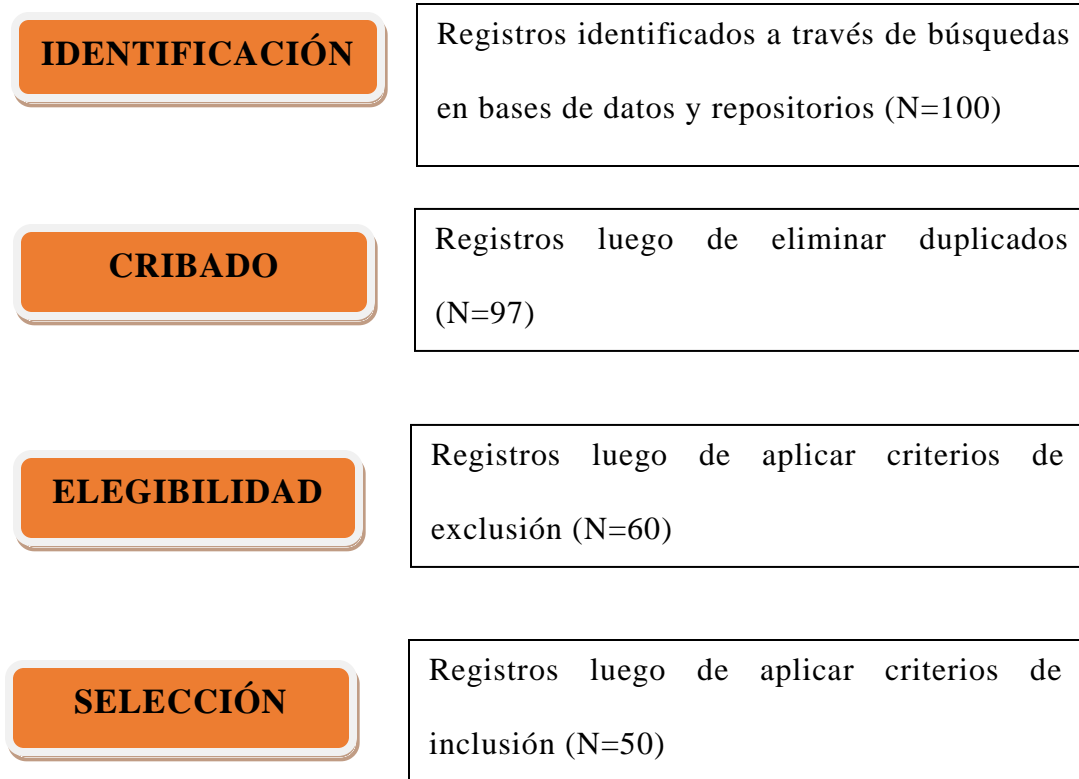 IDENTIFICACIÓN
Registros identificados a través de búsquedas
en bases de datos y repositorios (N=100)
CRIBADO
Registros luego de eliminar duplicados
(N=97)
ELEGIBILIDAD
Registros luego de aplicar criterios de
exclusión (N=60)
SELECCIÓN
Registros luego de aplicar criterios de
inclusión (N=50)